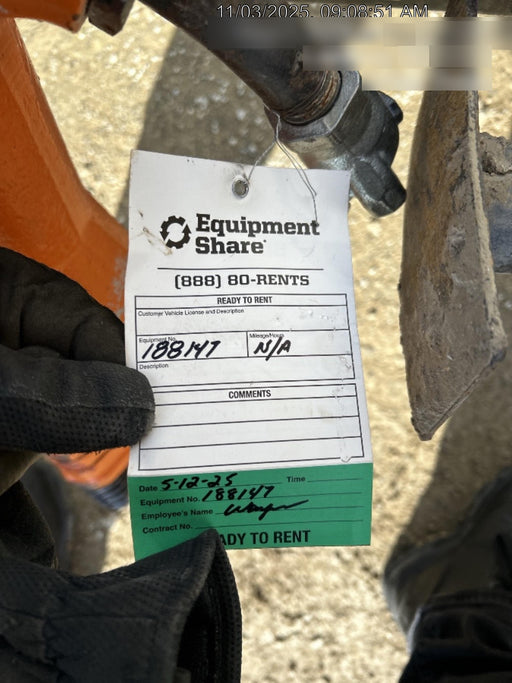 11/03/2025, 09:08:51 AM
Equipment
Share
(888) 80-RENTS
READY TO RENT
Customer Vehicle License and Description
Equipment No. Mileage/Hours
188147 N/A
Description
COMMENTS
Date 5-12-25 Time
Equipment No. 188147
Employee's Name
Contract No.
ADY TO RENT